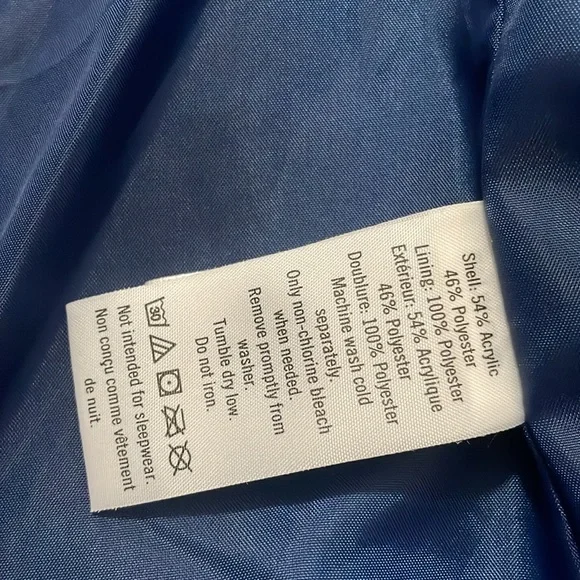 Shell: 54% Acrylic
46% Polyester
Lining: 100% Polyester
Extérieur: 54% Acrylique
46% Polyester
Doublure: 100% Polyester
Machine wash cold
separately.
Only non-chlorine bleach
when needed.
Remove promptly from
washer.
Tumble dry low.
Do not iron.
30
Not intended for sleepwear.
Non conçu comme vêtement
de nuit.